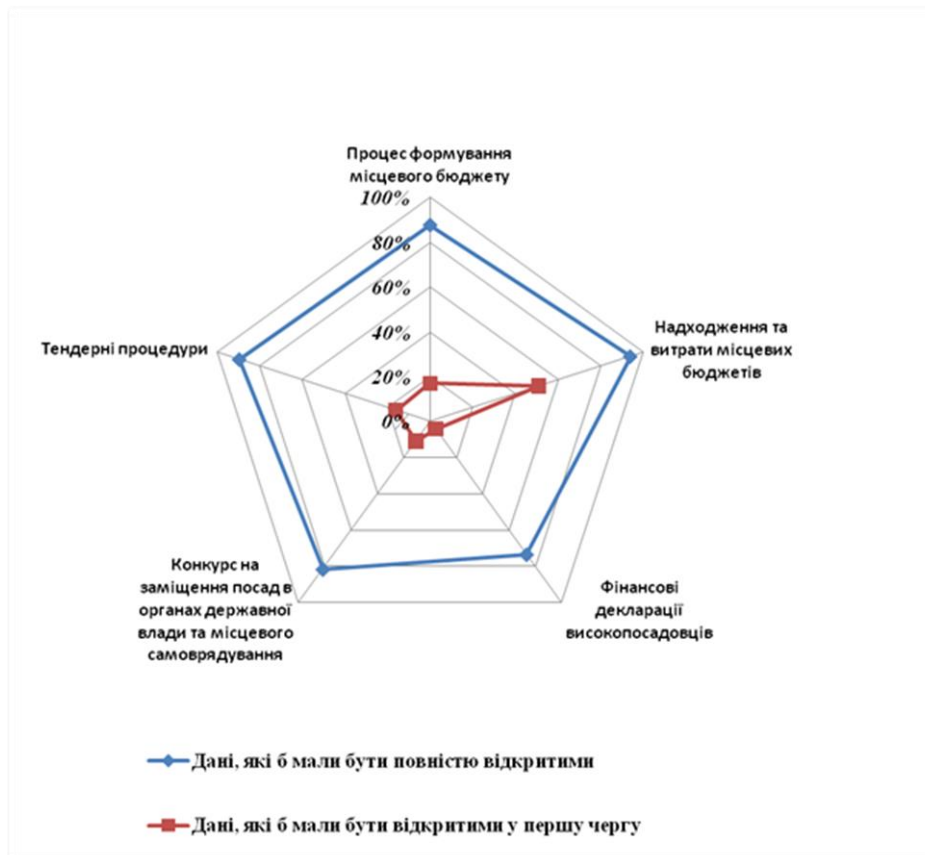 Процес формування
місцевого бюджету
100%
80%
60%
40%
20%
0%
Надходження та
витрати місцевих
бюджетів
Тендерні процедури
Конкурс на
заміщення посад в
органах державної
влади та місцевого
самоврядування
Фінансові
декларації
високопосадовців
Дані, які б мали бути повністю відкритими
Дані, які б мали бути відкритими у першу чергу